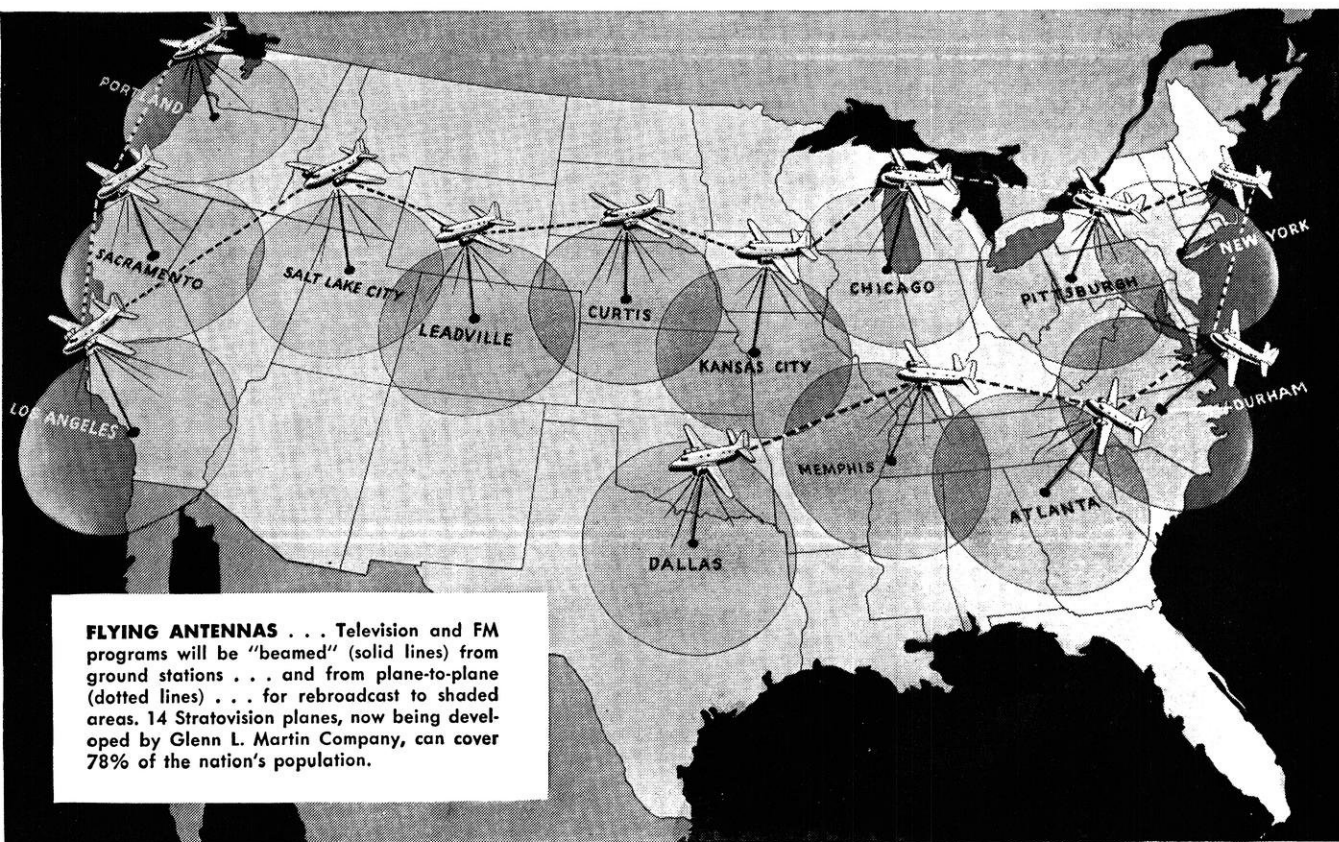 PORTLAND
SACRAMENTO
SALT LAKE CITY
LEADVILLE
CURTIS
KANSAS CITY
CHICAGO
PITTSBURGH
NEW YORK
LOS ANGELES
DALLAS
MEMPHIS
ATLANTA
DURHAM
FLYING ANTENNAS . . . Television and FM
programs will be "beamed" (solid lines) from
ground stations . . . and from plane-to-plane
(dotted lines) . . . for rebroadcast to shaded
areas. 14 Stratovision planes, now being devel-
oped by Glenn L. Martin Company, can cover
78% of the nation's population.